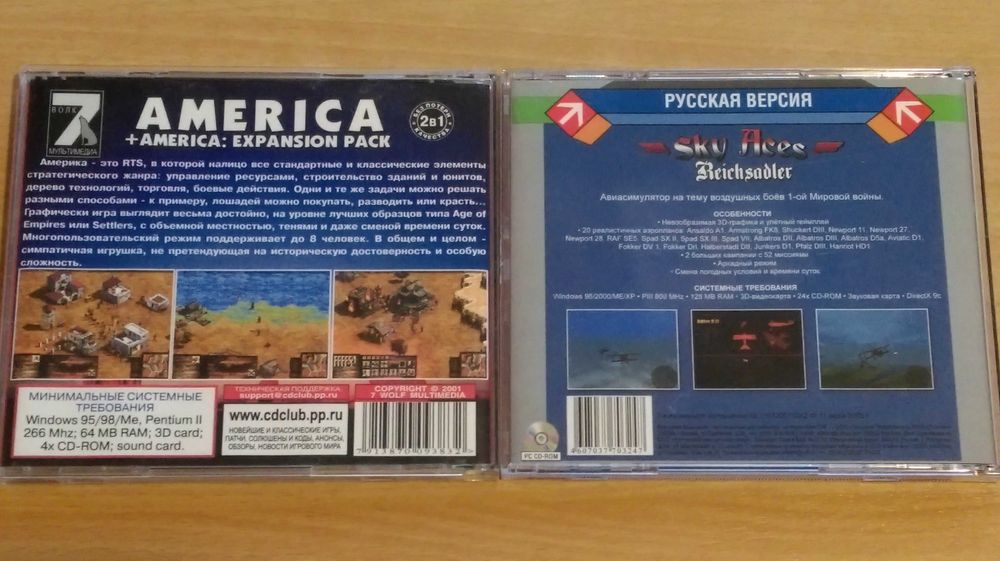 ВОЛК
7
МУЛЬТИМЕДИА
AMERICA
+AMERICA: EXPANSION PACK
БЕЗ ПОТЕРИ
2 в 1
КАЧЕСТВА
Америка - это RTS, в которой налицо все стандартные и классические элементы
стратегического жанра: управление ресурсами, строительство зданий и юнитов,
дерево технологий, торговля, боевые действия. Одни и те же задачи можно решать
разными способами - к примеру, лошадей можно покупать, разводить или красть...
Графически игра выглядит весьма достойно, на уровне лучших образцов типа Age of
Empires или Settlers, с объемной местностью, тенями и даже сменой времени суток.
Многопользовательский режим поддерживает до 8 человек. В общем и целом -
симпатичная игрушка, не претендующая на историческую достоверность и особую
сложность.
МИНИМАЛЬНЫЕ СИСТЕМНЫЕ
ТРЕБОВАНИЯ
Windows 95/98/Me, Pentium II
266 Mhz; 64 MB RAM; 3D card;
4x CD-ROM; sound card.
ТЕХНИЧЕСКАЯ ПОДДЕРЖКА
support@cdclub.pp.ru
www.cdclub.pp.ru
НОВЕЙШИЕ И КЛАССИЧЕСКИЕ ИГРЫ,
ПАТЧИ, СОЛЮШЕНЫ И КОДЫ, АНОНСЫ,
ОБЗОРЫ, НОВОСТИ ИГРОВОГО МИРА
COPYRIGHT © 2001
7 WOLF MULTIMEDIA
7913870093832>
РУССКАЯ ВЕРСИЯ
Sky Aces
Reichsadler
Авиасимулятор на тему воздушных боёв 1-ой Мировой войны.
ОСОБЕННОСТИ
• Невообразимая 3D-графика и улётный геймплей
• 20 реалистичных аэропланов: Ansaldo A1, Armstrong FK8, Shuckert DIII, Newport 11, Newport 27,
Newport 28, RAF SE5, Spad SX II, Spad SX III, Spad VII, Albatros DII, Albatros DIII, Albatros D5a, Aviatic D1,
Fokker DV 1, Fokker DII, Halberstadt DII, Junkers D1, Pfalz DIII, Hanriot HD1
• 2 больших кампании с 52 миссиями
• Аркадный режим
• Смена погодных условий и времени суток
СИСТЕМНЫЕ ТРЕБОВАНИЯ
Windows 98/2000/ME/XP • PIII 800 MHz • 128 MB RAM • 3D-видеокарта • 24x CD-ROM • Звуковая карта • DirectX 9c
PC CD-ROM
4607037703247